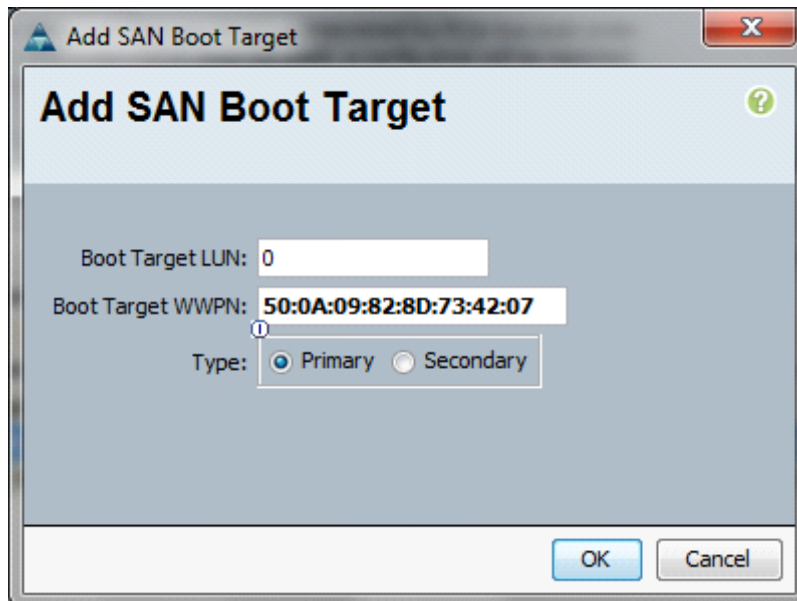 Add SAN Boot Target
Add SAN Boot Target
Boot Target LUN: 0
Boot Target WWPN: 50:0A:09:82:8D:73:42:07
Type: Primary Secondary
OK Cancel